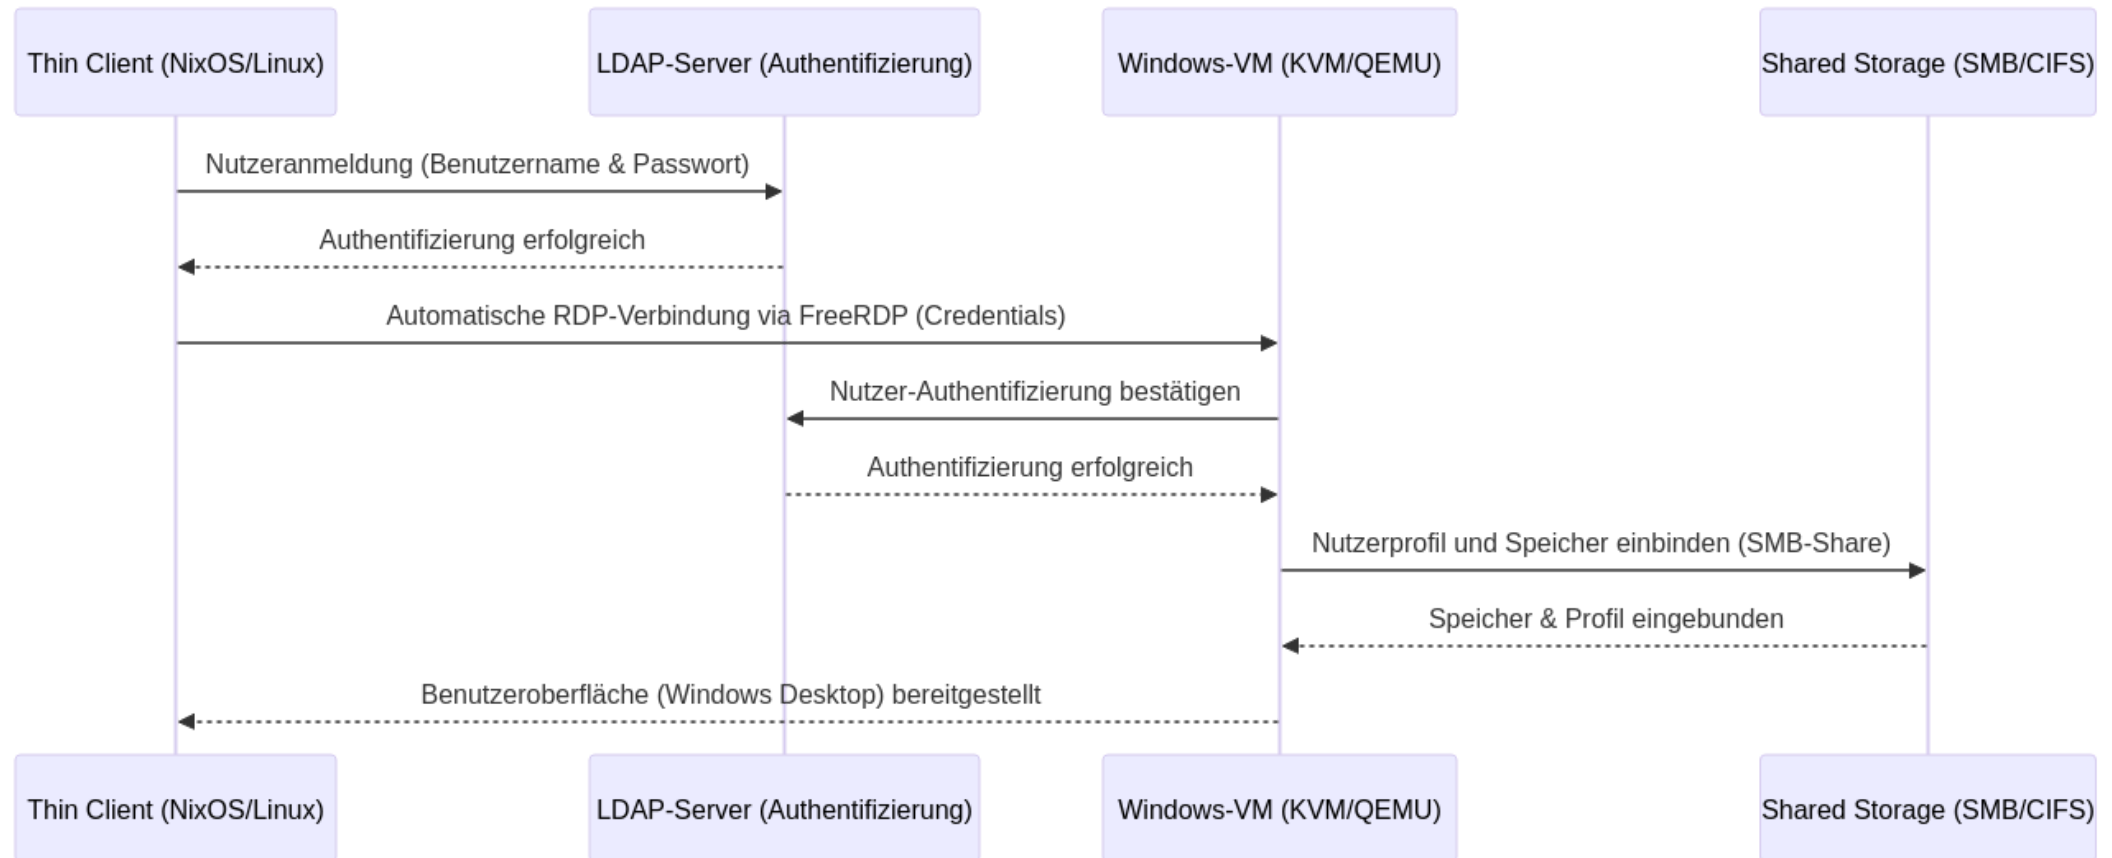 Thin Client (NixOS/Linux)
LDAP-Server (Authentifizierung)
Windows-VM (KVM/QEMU)
Shared Storage (SMB/CIFS)
Nutzeranmeldung (Benutzername & Passwort)
Authentifizierung erfolgreich
Automatische RDP-Verbindung via FreeRDP (Credentials)
Nutzer-Authentifizierung bestätigen
Authentifizierung erfolgreich
Nutzerprofil und Speicher einbinden (SMB-Share)
Speicher & Profil eingebunden
Benutzeroberfläche (Windows Desktop) bereitgestellt
Thin Client (NixOS/Linux)
LDAP-Server (Authentifizierung)
Windows-VM (KVM/QEMU)
Shared Storage (SMB/CIFS)